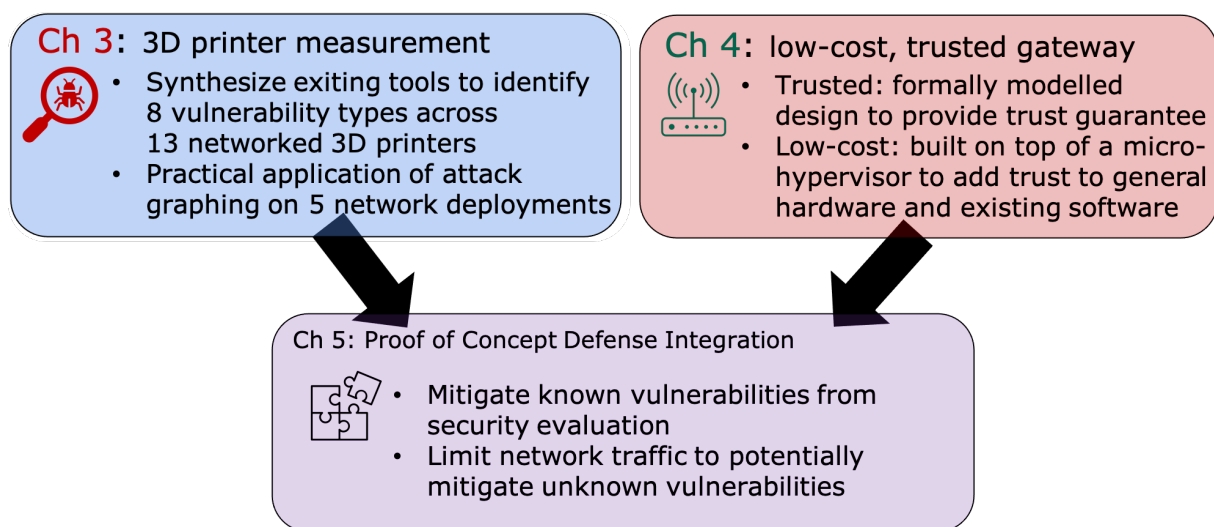 Ch 3: 3D printer measurement
• Synthesize exiting tools to identify
8 vulnerability types across
13 networked 3D printers
• Practical application of attack
graphing on 5 network deployments
Ch 4: low-cost, trusted gateway
• Trusted: formally modelled
design to provide trust guarantee
• Low-cost: built on top of a micro-
hypervisor to add trust to general
hardware and existing software
Ch 5: Proof of Concept Defense Integration
• Mitigate known vulnerabilities from
security evaluation
• Limit network traffic to potentially
mitigate unknown vulnerabilities